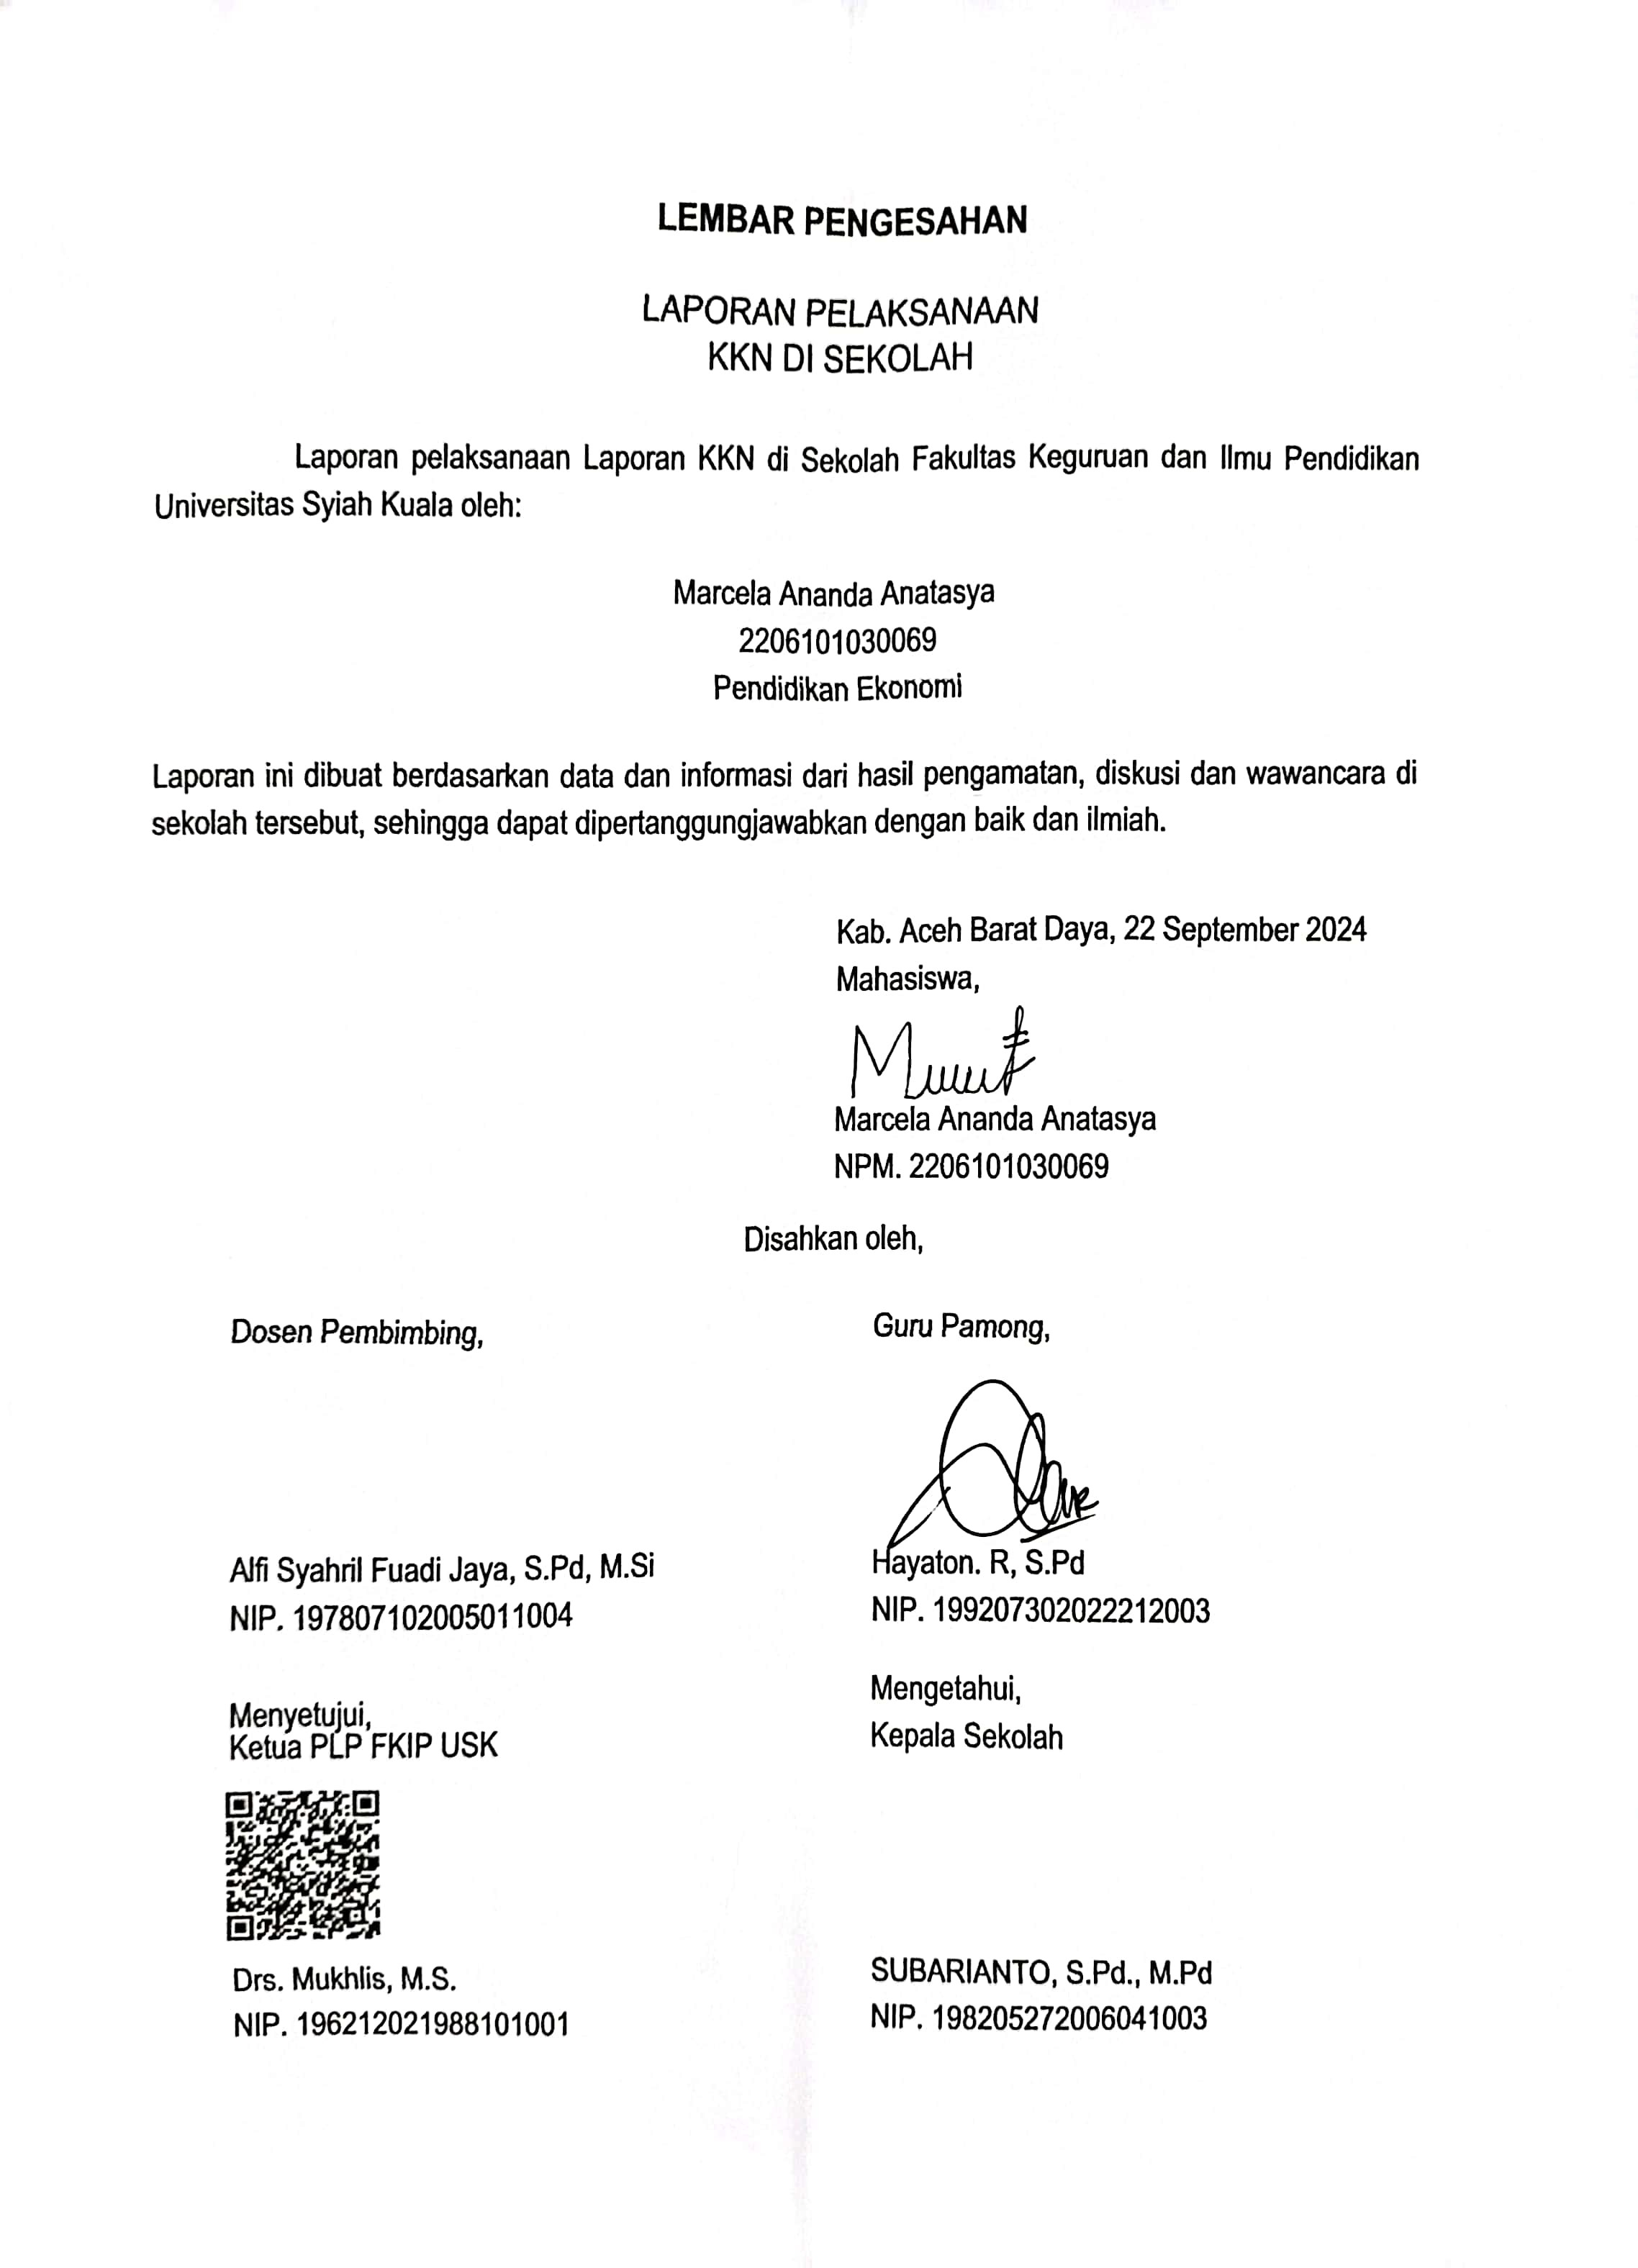 LEMBAR PENGESAHAN
LAPORAN PELAKSANAAN
KKN DI SEKOLAH
Laporan pelaksanaan Laporan KKN di Sekolah Fakultas Keguruan dan Ilmu Pendidikan
Universitas Syiah Kuala oleh:
Marcela Ananda Anatasya
2206101030069
Pendidikan Ekonomi
Laporan ini dibuat berdasarkan data dan informasi dari hasil pengamatan, diskusi dan wawancara di
sekolah tersebut, sehingga dapat dipertanggungjawabkan dengan baik dan ilmiah.
Kab. Aceh Barat Daya, 22 September 2024
Mahasiswa,
Marcela Ananda Anatasya
NPM. 2206101030069
Disahkan oleh,
Dosen Pembimbing,
Guru Pamong,
Alfi Syahril Fuadi Jaya, S.Pd, M.Si
NIP. 197807102005011004
Hayaton. R, S.Pd
NIP. 199207302022212003
Menyetujui,
Ketua PLP FKIP USK
Mengetahui,
Kepala Sekolah
Drs. Mukhlis, M.S.
NIP. 196212021988101001
SUBARIANTO, S.Pd., M.Pd
NIP. 198205272006041003